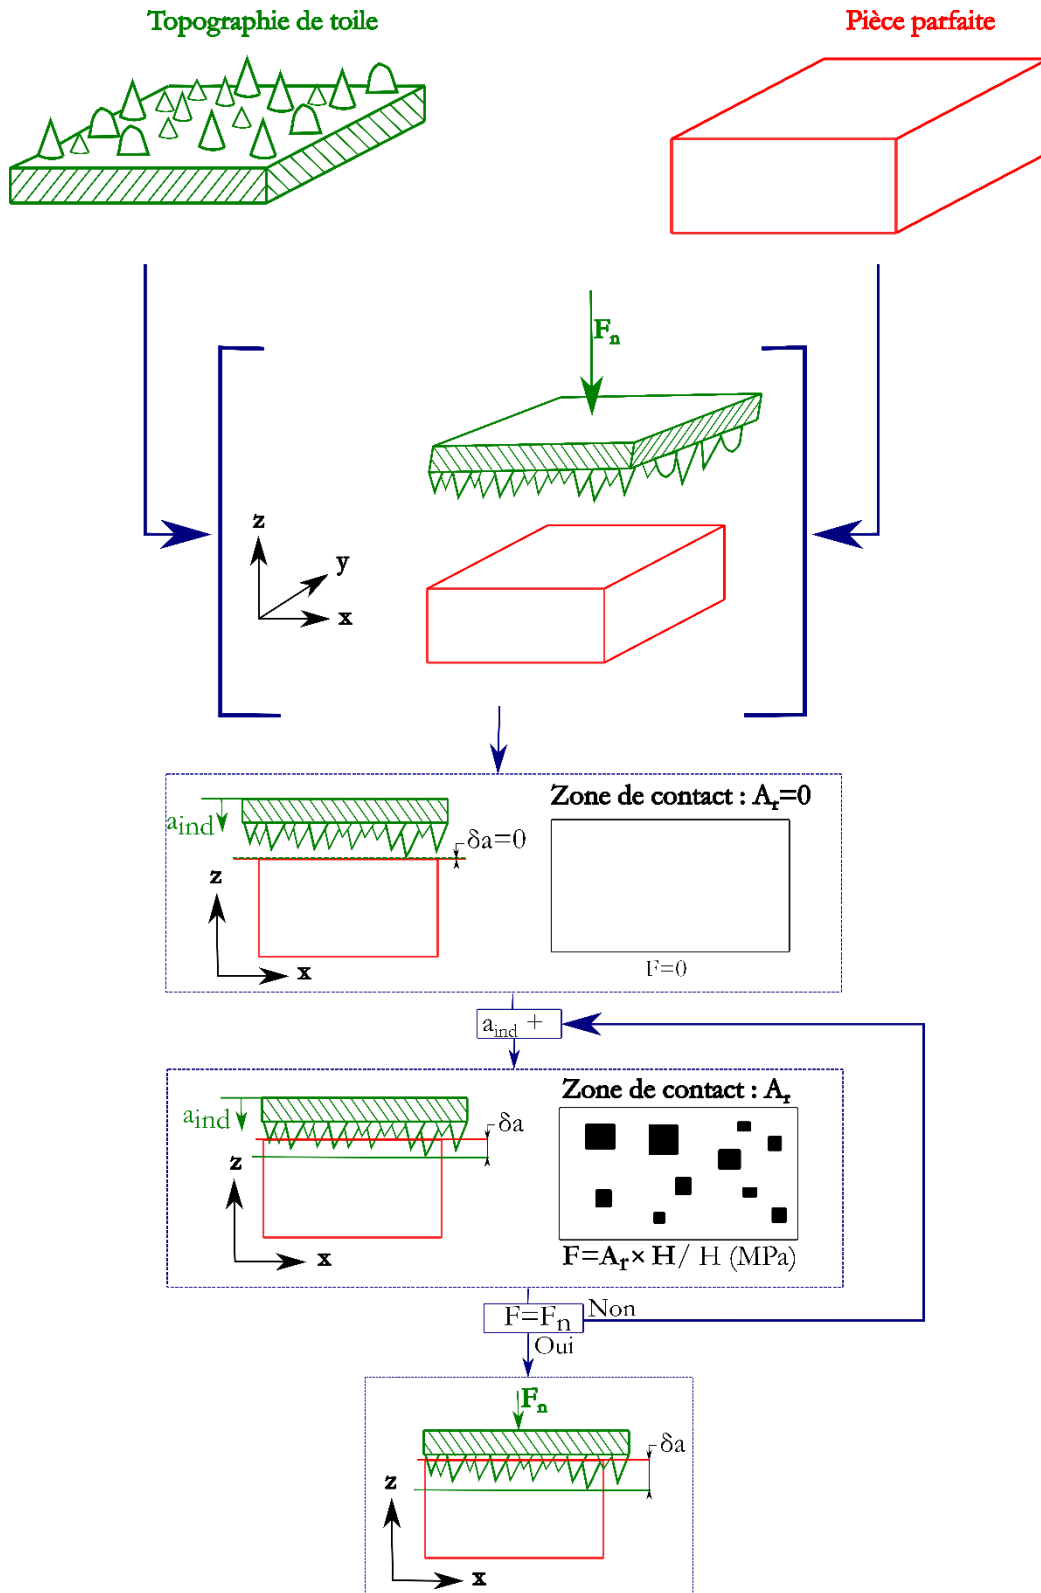 Topographie de toile
Pièce parfaite
Fn
z
y
x
Zone de contact : Ar=0
aind
δa=0
z
x
F=0
aind +
Zone de contact : Ar
aind
δa
z
x
F=Ar× H/ H (MPa)
F=Fn
Non
Oui
Fn
δa
z
x